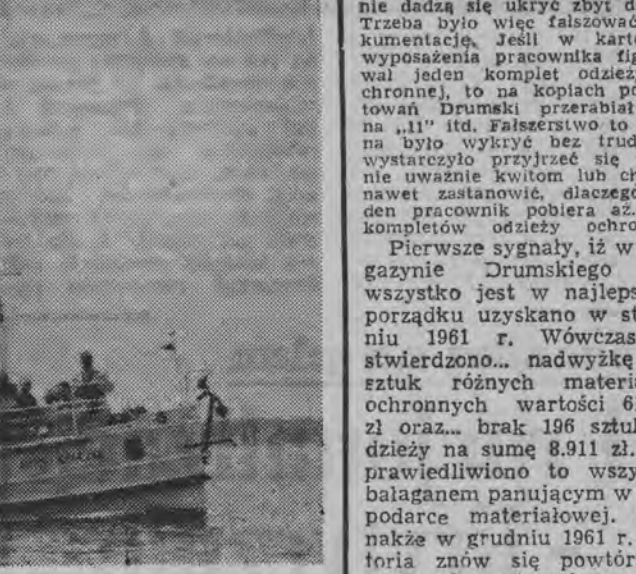 nie dadzą się ukryć zbyt d
Trzeba było więc fałszować
kumentację. Jeśli w karto
wyposażenia pracownika fig
wał jeden komplet odzież
chronnej, to na kopiach po
towań Drumski przerabiał
na „11” itd. Fałszerstwo to
na było wykryć bez trud
wystarczyło przyjrzeć się
nie uważnie kwitom lub ch
nawet zastanowić, dlaczego
den pracownik pobiera aż
kompletów odzieży ochro
Pierwsze sygnały, iż w
gazynie Drumskiego
wszystko jest w najleps
porządku uzyskano w st
niu 1961 r. Wówczas
stwierdzono... nadwyżkę
sztuk różnych materia
ochronnych wartości 6.
zł oraz... brak 196 sztuk
dzieży na sumę 8.911 zł.
prawiedliwiono to wszy
bałaganem panującym w
podarce materiałowej.
nakże w grudniu 1961 r.
toria znów się powtór